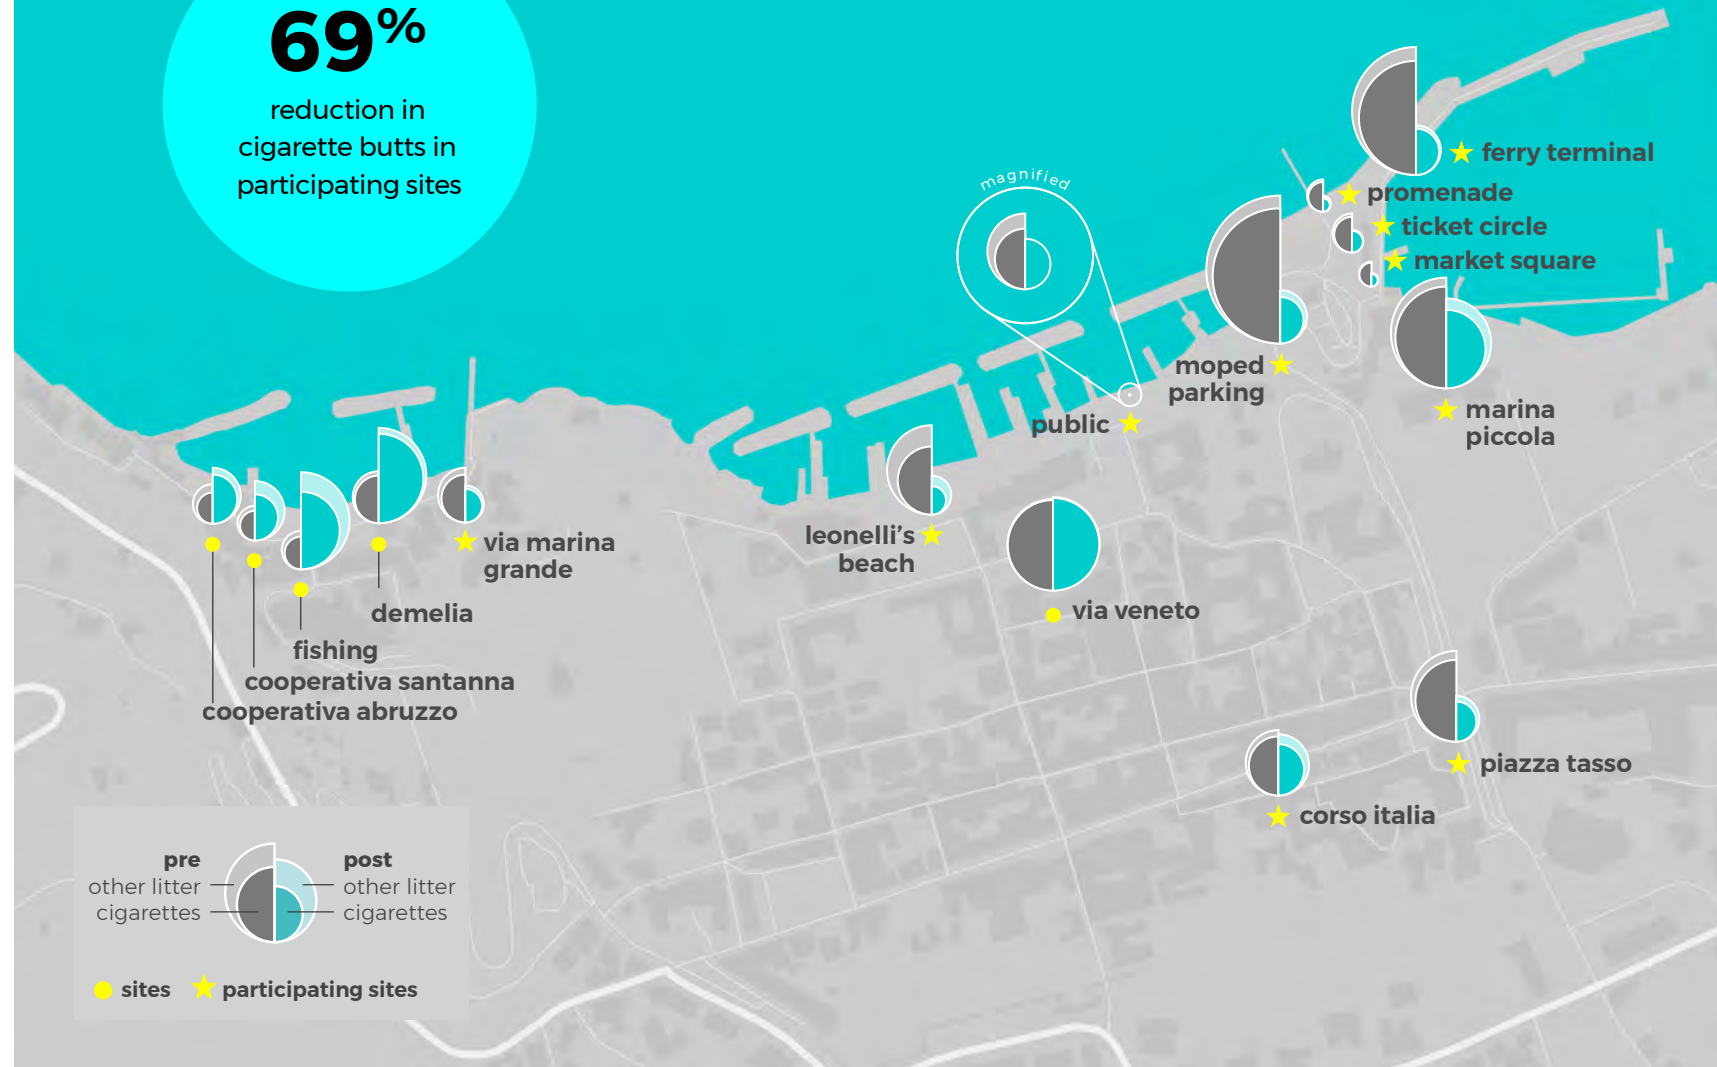 69%
reduction in
cigarette butts in
participating sites
magnified
ferry terminal
promenade
ticket circle
market square
moped
parking
public
marina
piccola
leonelli's
beach
via marina
grande
demelia
via veneto
fishing
cooperativa santanna
cooperativa abruzzo
piazza tasso
corso italia
pre
post
other litter
other litter
cigarettes
cigarettes
sites
participating sites